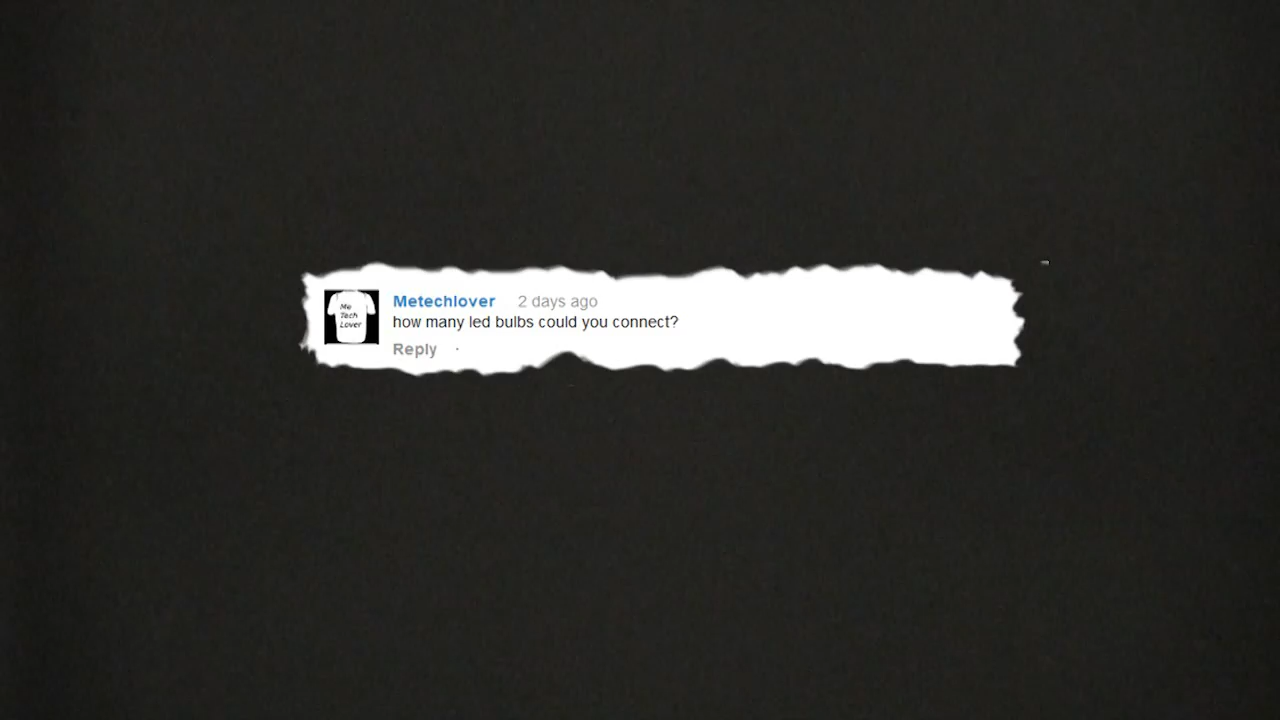 Me
Tech
Lover
Metechlover 2 days ago
how many led bulbs could you connect?
Reply ·